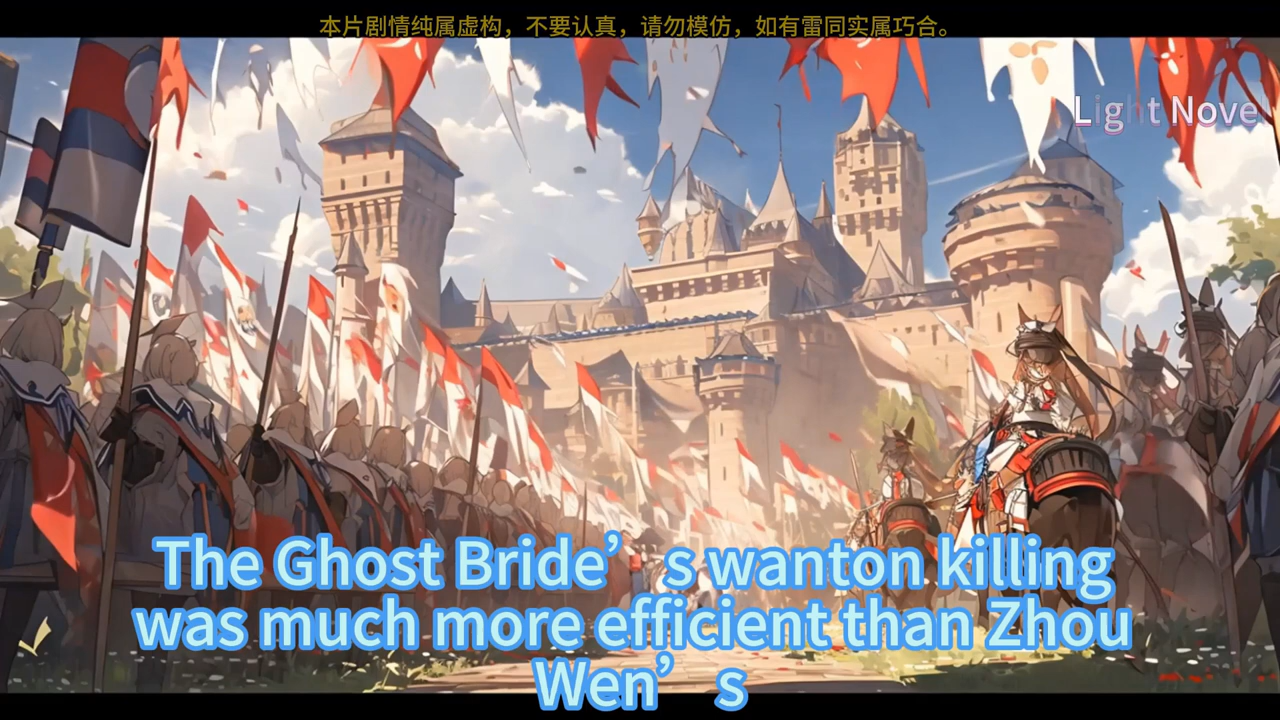 本片剧情纯属虚构，不要认真，请勿模仿，如有雷同实属巧合。
Light Novel
The Ghost Bride’s wanton killing
was much more efficient than Zhou
Wen’s